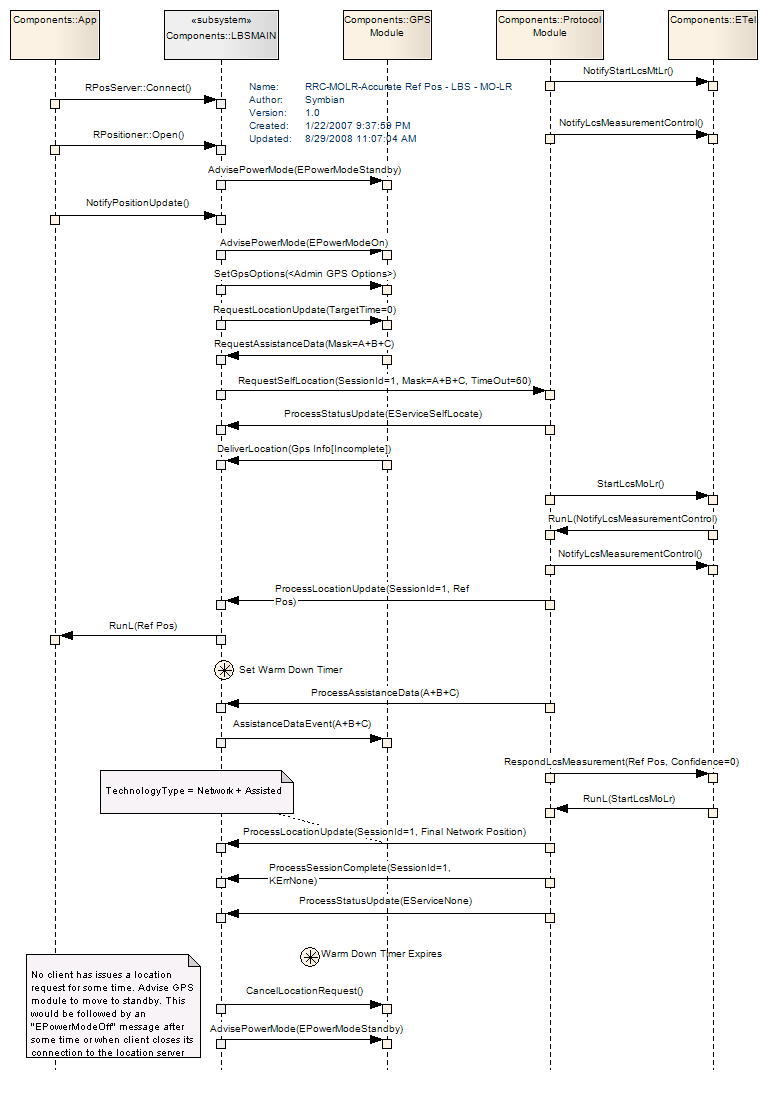 Components::App
«subsystem»
Components::LBSMAIN
Components::GPS
Module
Components::Protocol
Module
Components::ETel
NotifyStartLcsMtLr()
RPosServer::Connect()
Name: RRC-MOLR-Accurate Ref Pos - LBS - MO-LR
Author: Symbian
Version: 1.0
Created: 1/22/2007 9:37:59 PM
Updated: 8/29/2008 11:07:04 AM
NotifyLcsMeasurementControl()
RPositioner::Open()
AdvisePowerMode(EPowerModeStandby)
NotifyPositionUpdate()
AdvisePowerMode(EPowerModeOn)
SetGpsOptions(<Admin GPS Options>)
RequestLocationUpdate(TargetTime=0)
RequestAssistanceData(Mask=A+B+C)
RequestSelfLocation(SessionId=1, Mask=A+B+C, TimeOut=60)
ProcessStatusUpdate(EServiceSelfLocate)
DeliverLocation(Gps Info[Incomplete])
StartLcsMoLr()
RunL(NotifyLcsMeasurementControl)
NotifyLcsMeasurementControl()
ProcessLocationUpdate(SessionId=1, Ref
Pos)
RunL(Ref Pos)
Set Warm Down Timer
ProcessAssistanceData(A+B+C)
AssistanceDataEvent(A+B+C)
RespondLcsMeasurement(Ref Pos, Confidence=0)
TechnologyType = Network + Assisted
RunL(StartLcsMoLr)
ProcessLocationUpdate(SessionId=1, Final Network Position)
ProcessSessionComplete(SessionId=1,
KErrNone)
ProcessStatusUpdate(EServiceNone)
Warm Down Timer Expires
No client has issues a location
request for some time. Advise GPS
module to move to standby. This
would be followed by an
"EPowerModeOff" message after
some time or when client closes its
connection to the location server
CancelLocationRequest()
AdvisePowerMode(EPowerModeStandby)